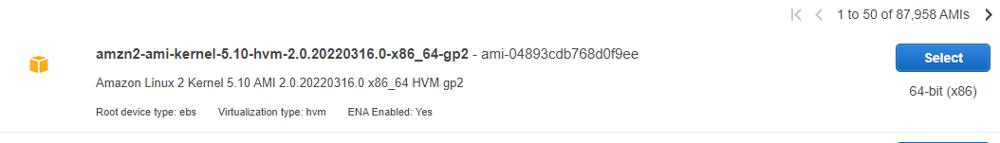 1 to 50 of 87,958 AMIs
amzn2-ami-kernel-5.10-hvm-2.0.20220316.0-x86_64-gp2 - ami-04893cdb768d0f9ee
Select
Amazon Linux 2 Kernel 5.10 AMI 2.0.20220316.0 x86_64 HVM gp2
64-bit (x86)
Root device type: ebs Virtualization type: hvm ENA Enabled: Yes